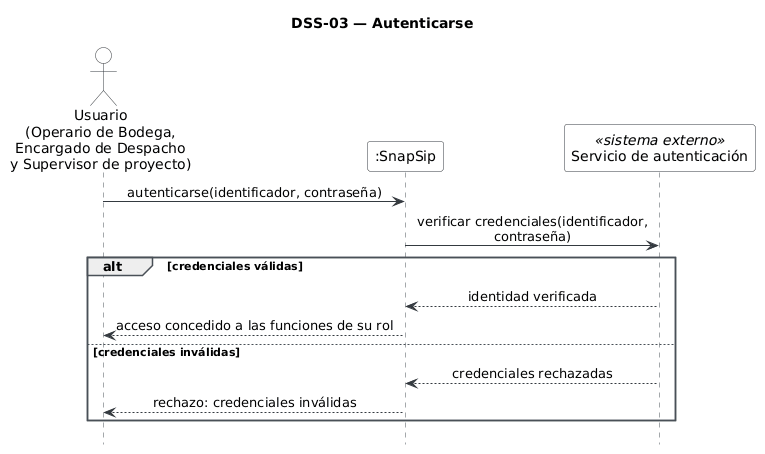 DSS-03 — Autenticarse
Usuario
(Operario de Bodega,
Encargado de Despacho
y Supervisor de proyecto)
:SnapSip
«sistema externo»
Servicio de autenticación
autenticarse(identificador, contraseña)
verificar credenciales(identificador,
contraseña)
alt
[credenciales válidas]
identidad verificada
acceso concedido a las funciones de su rol
[credenciales inválidas]
credenciales rechazadas
rechazo: credenciales inválidas